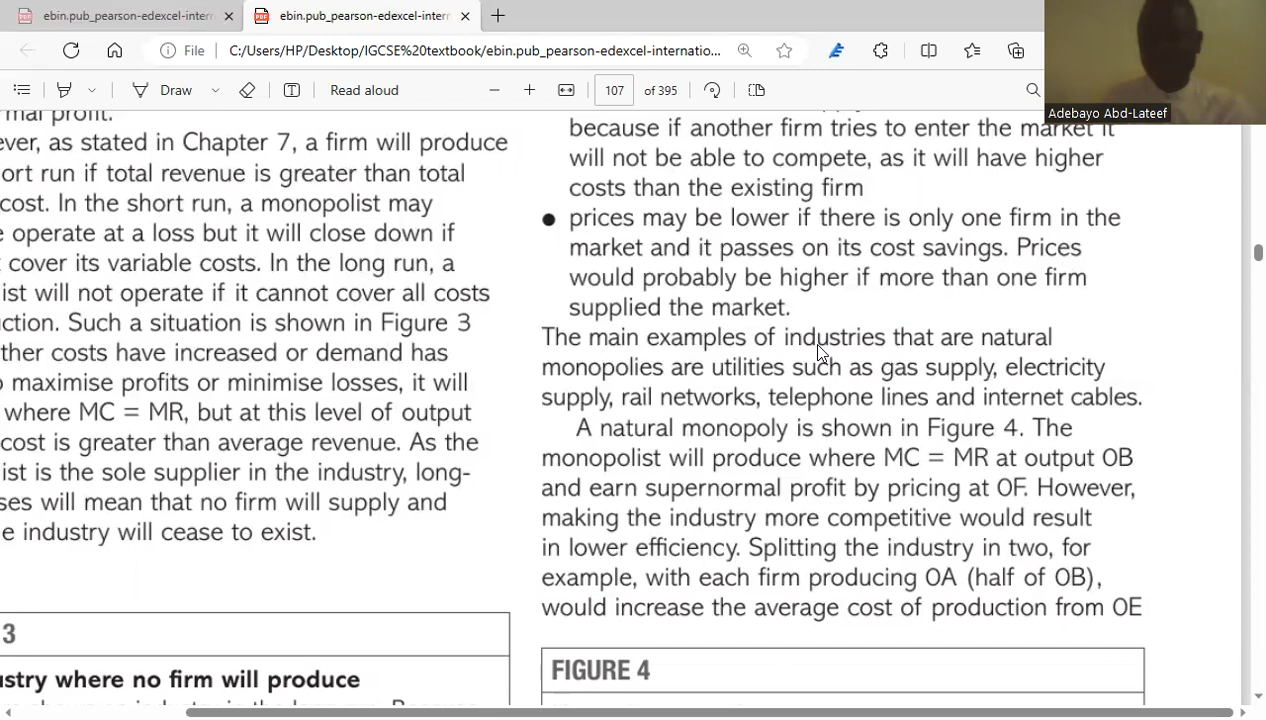 ebin.pub_pearson-edexcel-intern
ebin.pub_pearson-edexcel-intern
File
C:/Users/HP/Desktop/IGCSE%20textbook/ebin.pub_pearson-edexcel-internatio...
Draw
Read aloud
107 of 395
Adebayo Abd-Lateef
rmal profit.
ever, as stated in Chapter 7, a firm will produce
ort run if total revenue is greater than total
cost. In the short run, a monopolist may
e operate at a loss but it will close down if
t cover its variable costs. In the long run, a
ist will not operate if it cannot cover all costs
uction. Such a situation is shown in Figure 3
ther costs have increased or demand has
o maximise profits or minimise losses, it will
where MC = MR, but at this level of output
cost is greater than average revenue. As the
ist is the sole supplier in the industry, long-
ses will mean that no firm will supply and
e industry will cease to exist.
3
ustry where no firm will produce
because if another firm tries to enter the market it
will not be able to compete, as it will have higher
costs than the existing firm
● prices may be lower if there is only one firm in the
market and it passes on its cost savings. Prices
would probably be higher if more than one firm
supplied the market.
The main examples of industries that are natural
monopolies are utilities such as gas supply, electricity
supply, rail networks, telephone lines and internet cables.
A natural monopoly is shown in Figure 4. The
monopolist will produce where MC = MR at output OB
and earn supernormal profit by pricing at OF. However,
making the industry more competitive would result
in lower efficiency. Splitting the industry in two, for
example, with each firm producing OA (half of OB),
would increase the average cost of production from OE
FIGURE 4